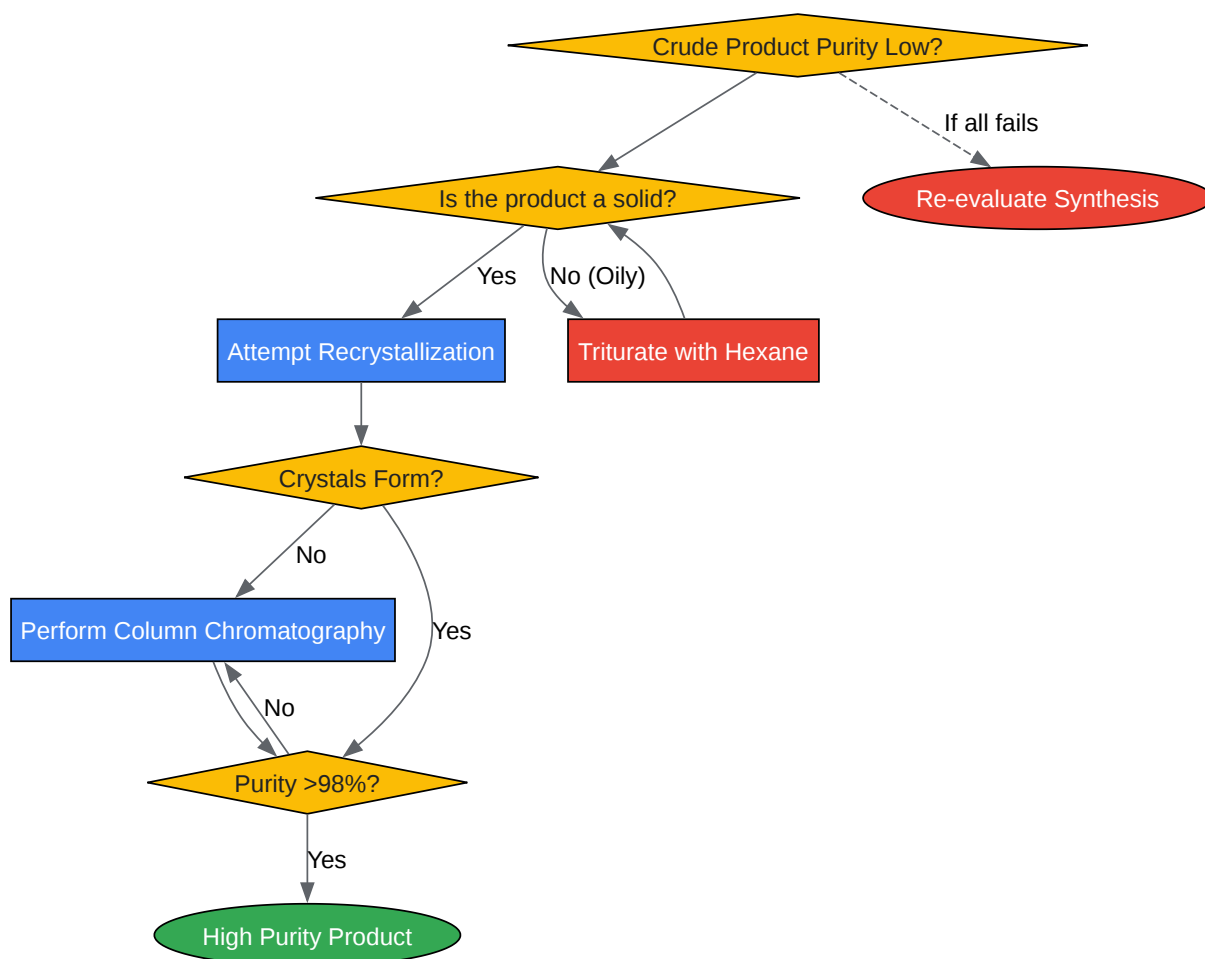 Crude Product Purity Low?
If all fails
Is the product a solid?
Re-evaluate Synthesis
Yes
No (Oily)
Attempt Recrystallization
Triturate with Hexane
Crystals Form?
No
Perform Column Chromatography
Yes
No
Purity >98%?
Yes
High Purity Product